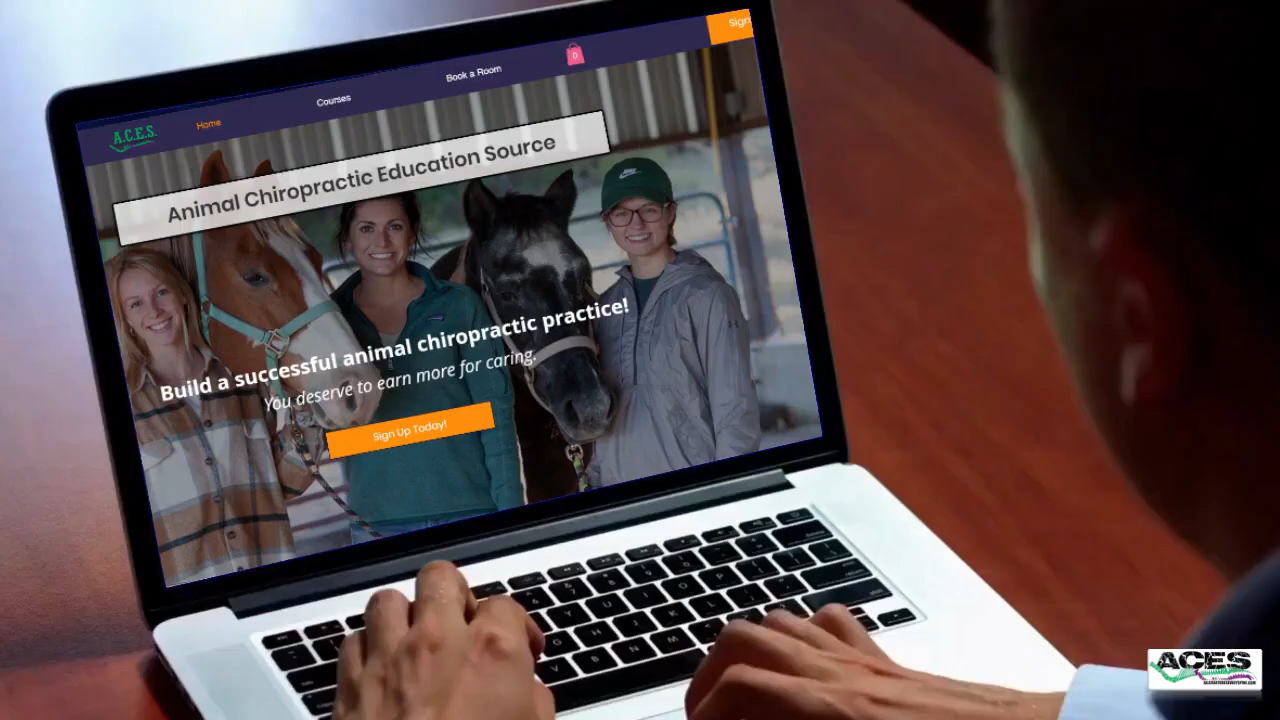 Sign
0
Book a Room
Courses
Home
A.C.E.S.
Animal Chiropractic Education Source
Build a successful animal chiropractic practice!
You deserve to earn more for caring.
Sign Up Today!
ACES